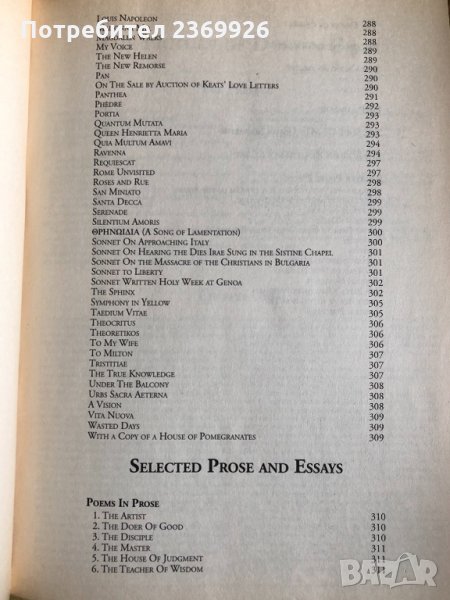 Потребител 2369926
LOUIS NAPOLEON 288
288
MAGDALEN WALKS 288
MY VOICE 289
THE NEW HELEN 289
THE NEW REMORSE 290
PAN 290
ON THE SALE BY AUCTION OF KEATS' LOVE LETTERS 290
PANTHEA 291
PHÈDRE 292
PORTIA 293
QUANTUM MUTATA 293
QUEEN HENRIETTA MARIA 293
QUIA MULTUM AMAVI 294
RAVENNA 294
REQUIESCAT 297
ROME UNVISITED 297
ROSES AND RUE 298
SAN MINIATO 298
SANTA DECCA 299
SERENADE 299
SILENTIUM AMORIS 299
ΘΡΗΝΩΙΔΙΑ (A SONG OF LAMENTATION) 300
SONNET ON APPROACHING ITALY 301
SONNET ON HEARING THE DIES IRAE SUNG IN THE SISTINE CHAPEL 301
SONNET ON THE MASSACRE OF THE CHRISTIANS IN BULGARIA 301
SONNET TO LIBERTY 301
SONNET WRITTEN HOLY WEEK AT GENOA 302
THE SPHINX 302
SYMPHONY IN YELLOW 305
TAEDIUM VITAE 305
THEOCRITUS 306
THEORETIKOS 306
TO MY WIFE 306
TO MILTON 307
TRISTITIAE 307
THE TRUE KNOWLEDGE 307
UNDER THE BALCONY 308
URBS SACRA AETERNA 308
A VISION 308
VITA NUOVA 309
WASTED DAYS 309
WITH A COPY OF A HOUSE OF POMEGRANATES 309
SELECTED PROSE AND ESSAYS
POEMS IN PROSE
1. THE ARTIST 310
2. THE DOER OF GOOD 310
3. THE DISCIPLE 310
4. THE MASTER 311
5. THE HOUSE OF JUDGMENT 311
6. THE TEACHER OF WISDOM 311
BAZAR